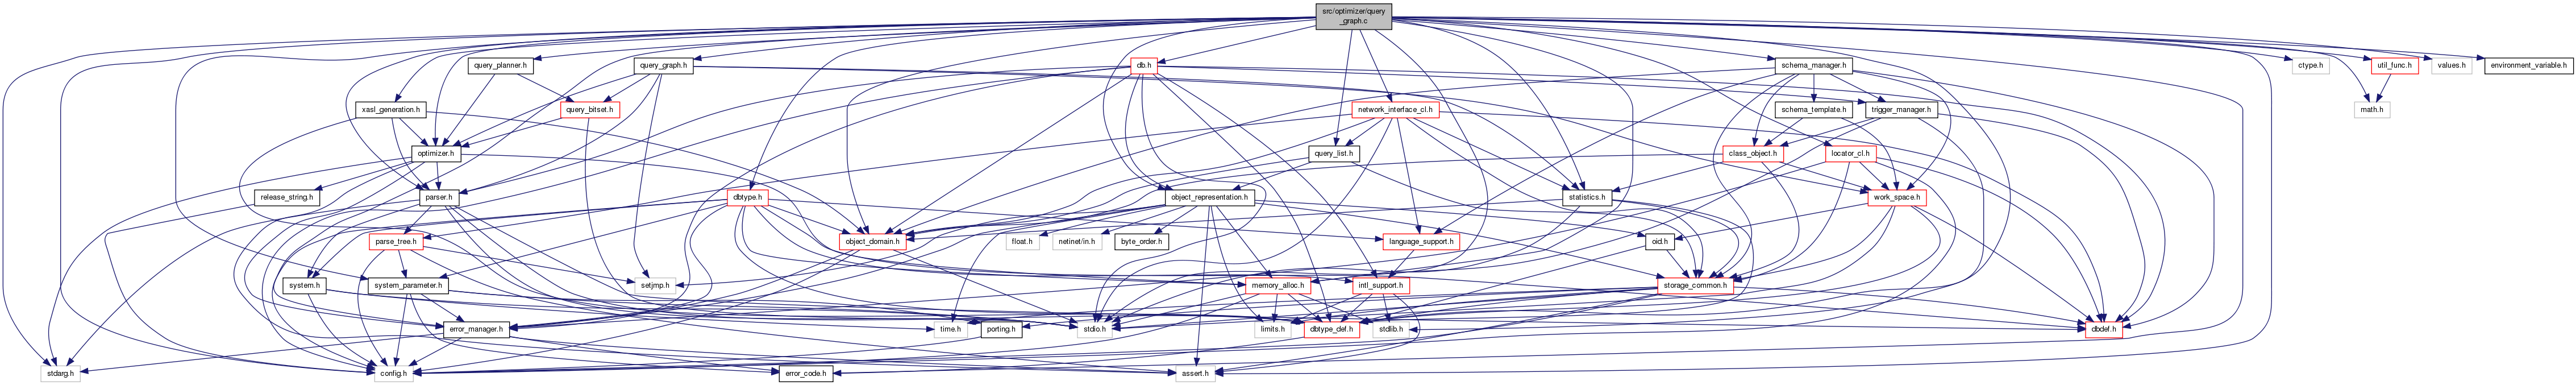 src/optimizer/query
_graph.c
query_planner.h
query_graph.h
db.h
schema_manager.h
ctype.h
util_func.h
values.h
environment_variable.h
xasl_generation.h
query_bitset.h
network_interface_cl.h
schema_template.h
trigger_manager.h
math.h
optimizer.h
query_list.h
class_object.h
locator_cl.h
release_string.h
parser.h
dbtype.h
object_representation.h
statistics.h
work_space.h
parse_tree.h
object_domain.h
float.h
netinet/in.h
byte_order.h
language_support.h
oid.h
system.h
system_parameter.h
setjmp.h
memory_alloc.h
intl_support.h
storage_common.h
error_manager.h
time.h
porting.h
stdio.h
limits.h
dbtype_def.h
stdlib.h
dbdef.h
stdarg.h
config.h
error_code.h
assert.h